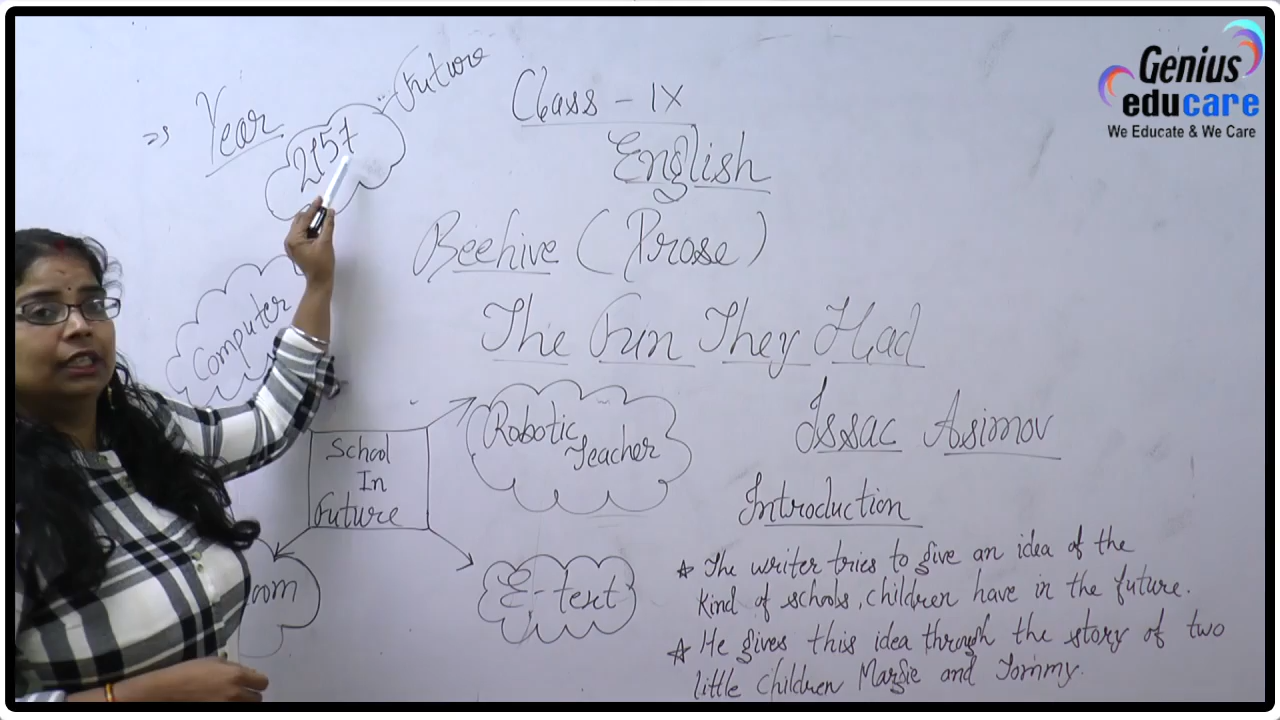 Genius
educare
We Educate & We Care
Class - IX
English
Beehive (Prose)
The Fun They Had
Issac Asimov
Introduction
* The writer tries to give an idea of the
kind of schools, children have in the future.
* He gives this idea through the story of two
little children Margie and Tommy.
=>
Year
2157
Future
Computer
School
In
Future
Robotic
Teacher
E-text
oom